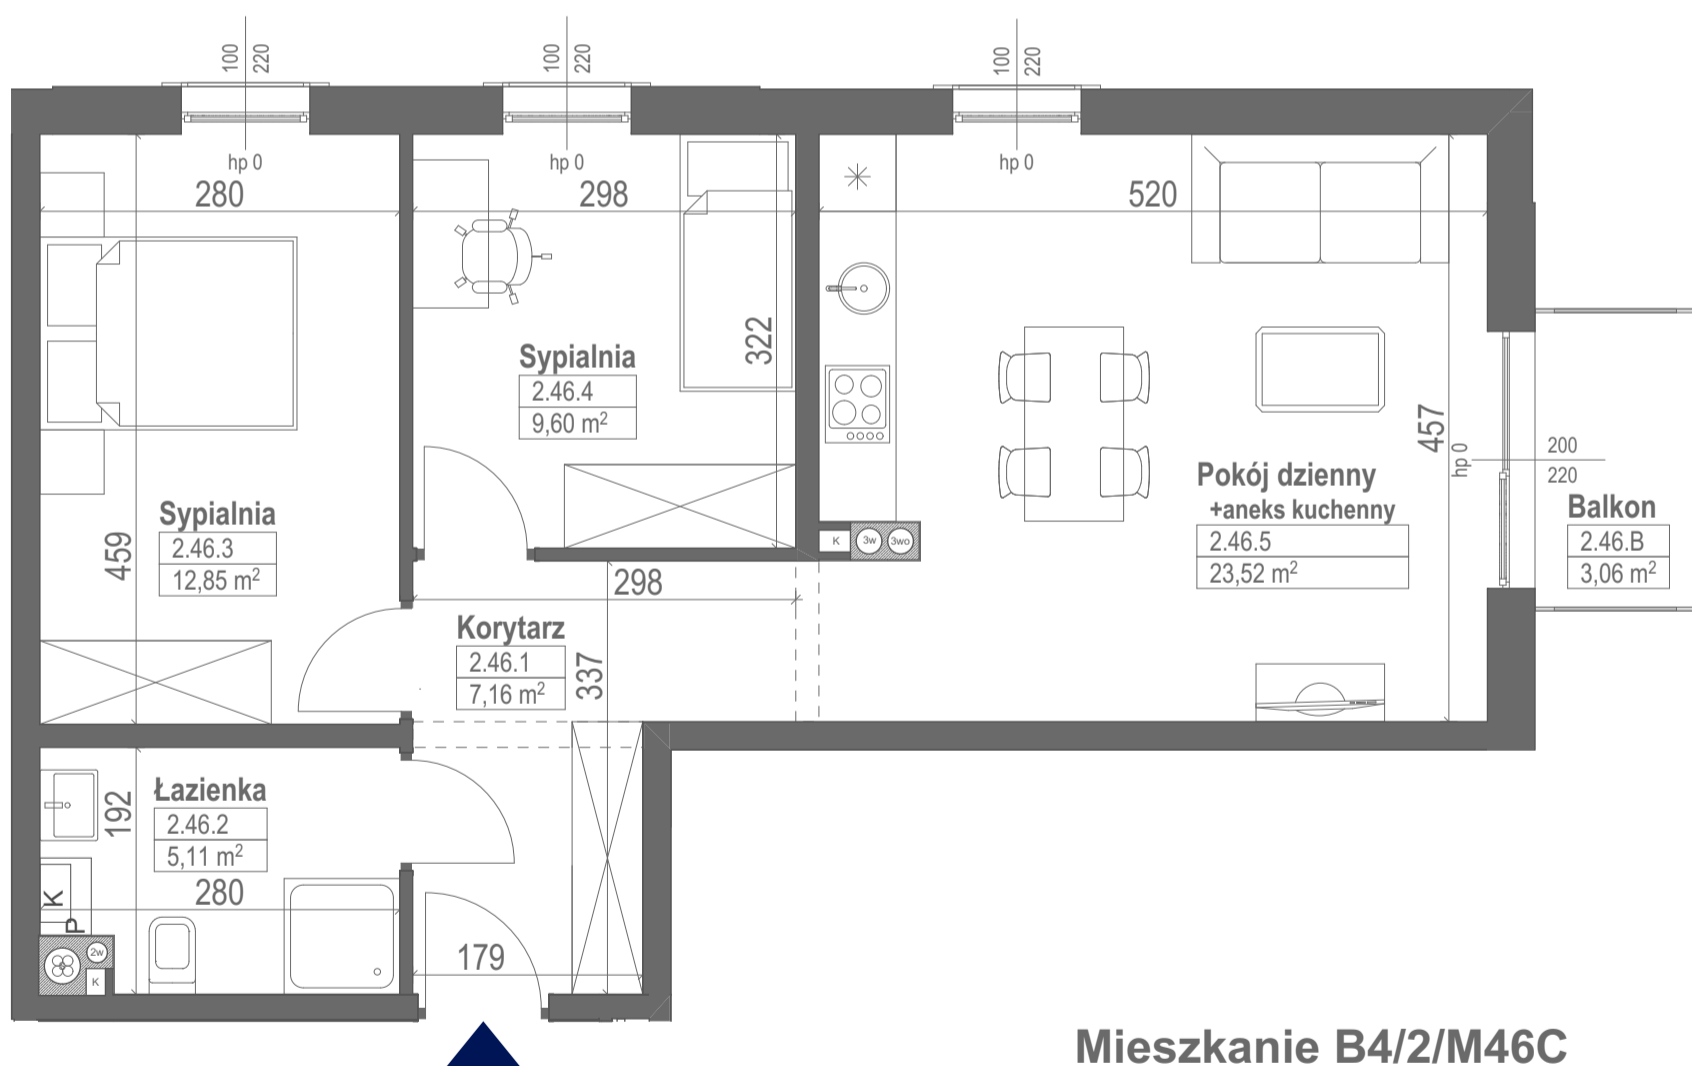 100
220
100
220
100
220
hp 0
hp 0
hp 0
280
298
520
322
Sypialnia
2.46.4
9,60 m²
457
hp 0
200
220
Pokój dzienny
+aneks kuchenny
2.46.5
23,52 m²
Balkon
2.46.B
3,06 m²
Sypialnia
2.46.3
12,85 m²
459
K
3w
3wo
298
Korytarz
2.46.1
7,16 m²
337
Łazienka
2.46.2
5,11 m²
192
280
K
P
2w
K
179
Mieszkanie B4/2/M46C